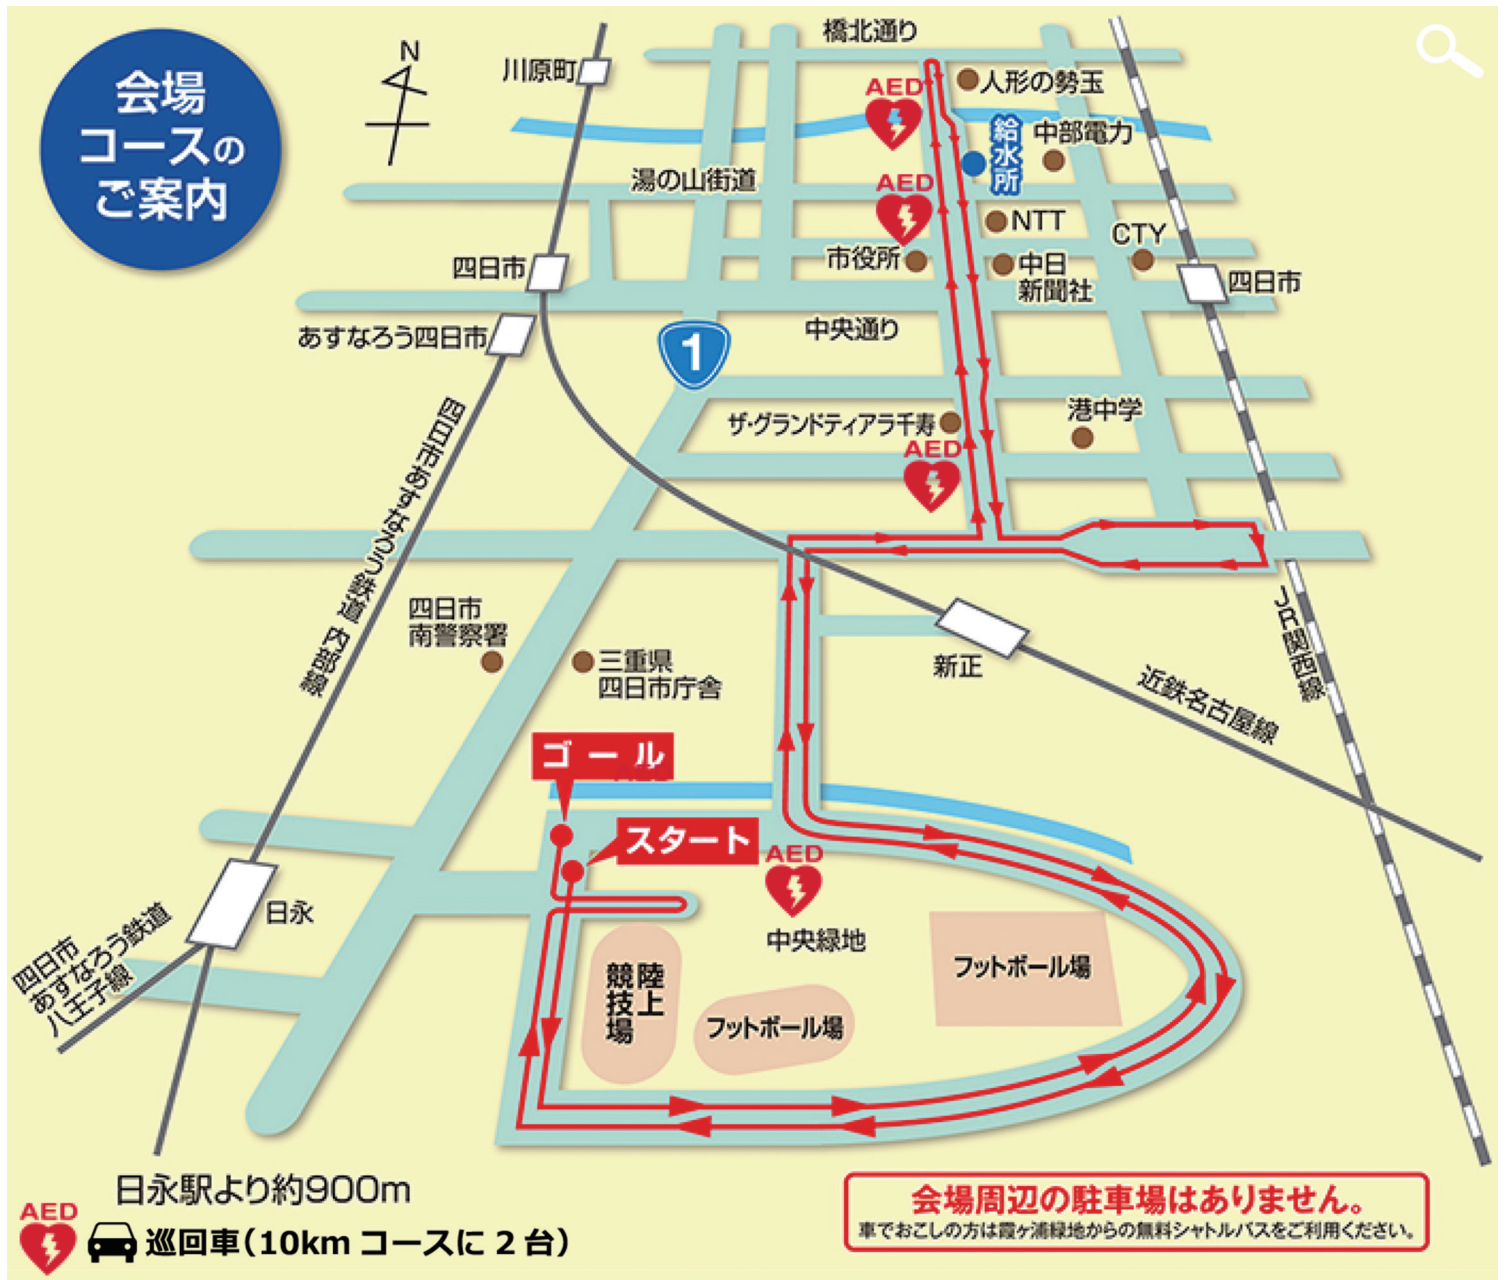 会場
コースの
ご案内
N
川原町
橋北通り
AED
人形の勢玉
給水所
中部電力
湯の山街道
AED
NTT
CTY
四日市
市役所
中日
新聞社
四日市
あすなろう四日市
中央通り
1
四日市あすなろう鉄道 内部線
ザ・グランドティアラ千寿
港中学
AED
四日市
南警察署
三重県
四日市庁舎
新正
JR関西線
近鉄名古屋線
ゴール
スタート
AED
中央緑地
日永
四日市
あすなろう鉄道
八王子線
陸上
競技場
フットボール場
フットボール場
日永駅より約900m
AED
巡回車(10km コースに 2 台)
会場周辺の駐車場はありません。
車でおこしの方は霞ヶ浦緑地からの無料シャトルバスをご利用ください。